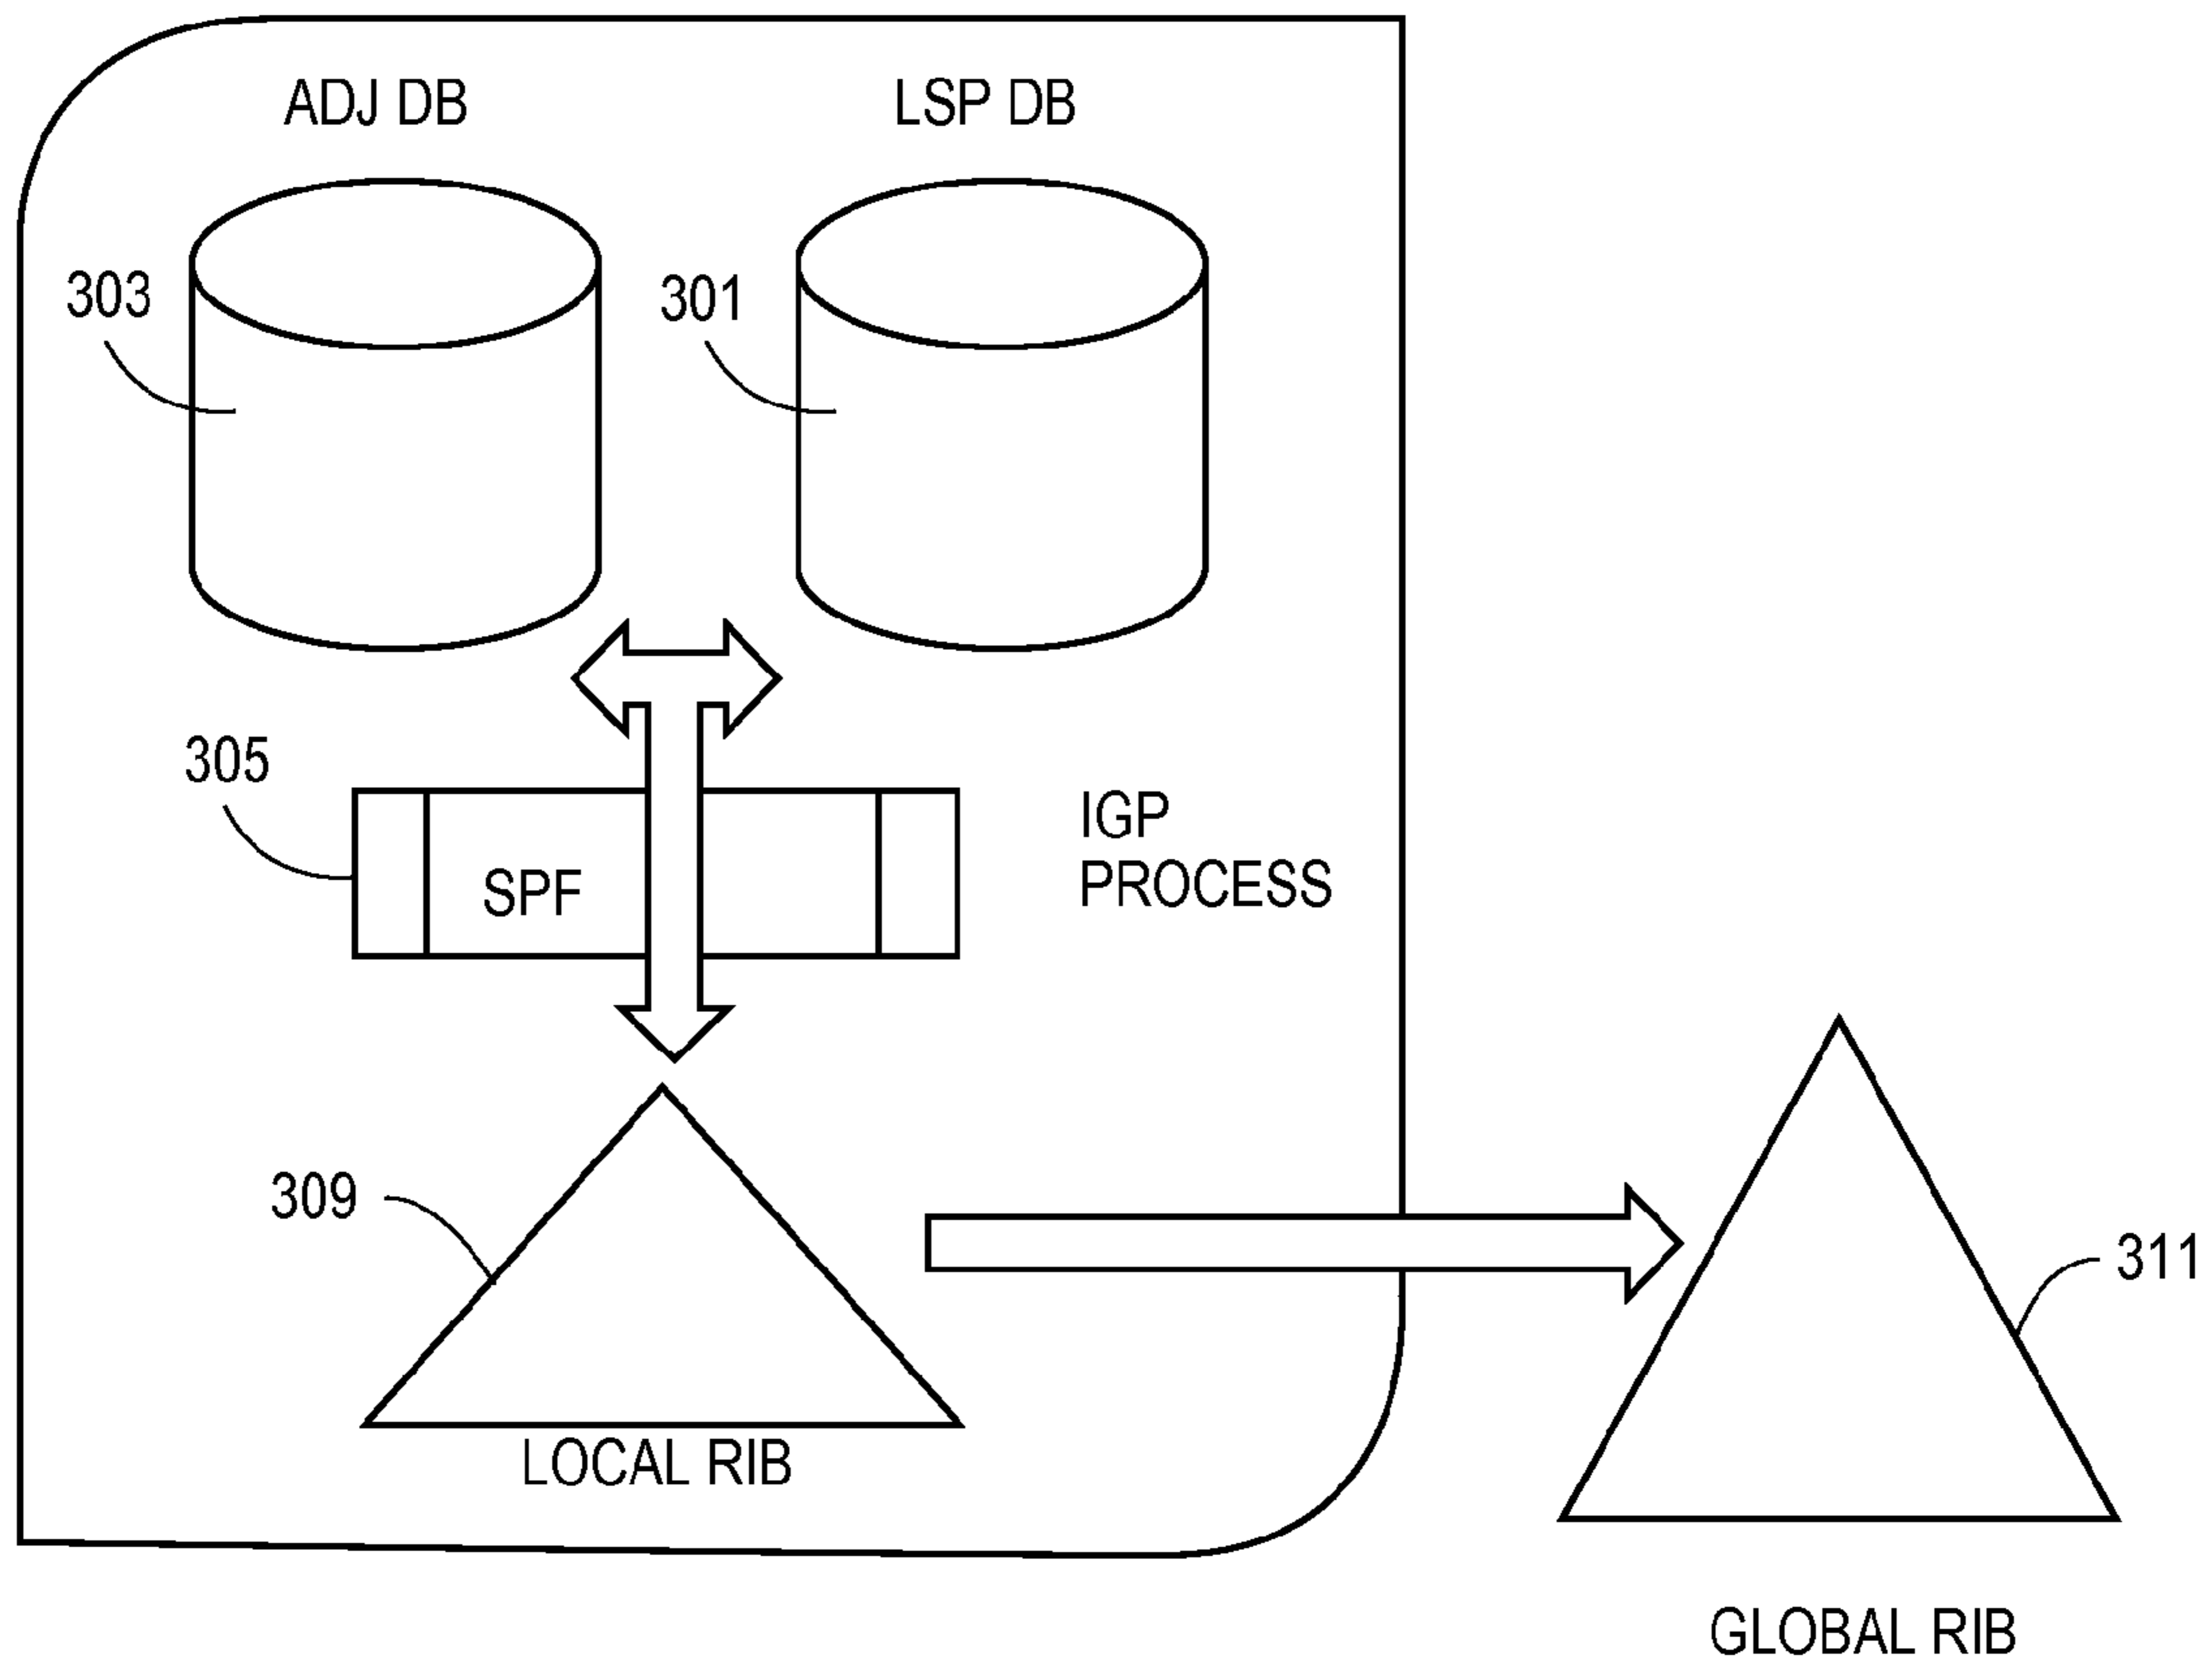 ADJ DB
LSP DB
303
301
305
IGP
PROCESS
SPF
309
311
LOCAL RIB
GLOBAL RIB